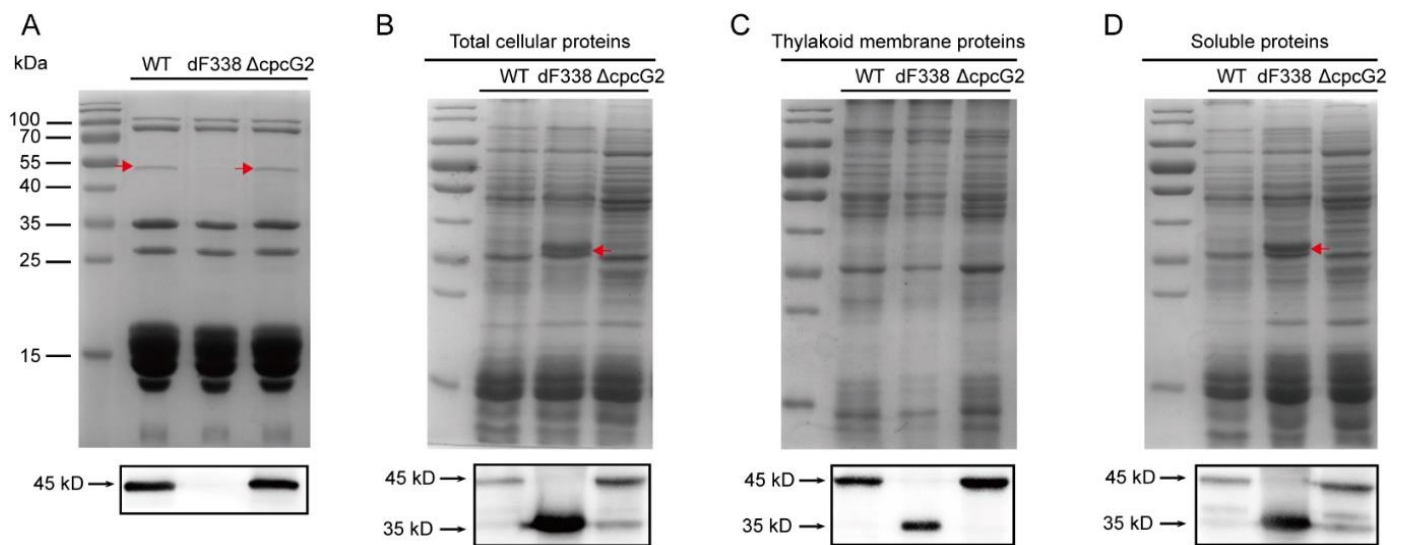 A
kDa
WT dF338 ΔcpcG2
100
70
55
40
35
25
15
45 kD
B
Total cellular proteins
WT dF338 ΔcpcG2
45 kD
35 kD
C
Thylakoid membrane proteins
WT dF338 ΔcpcG2
45 kD
35 kD
D
Soluble proteins
WT dF338 ΔcpcG2
45 kD
35 kD